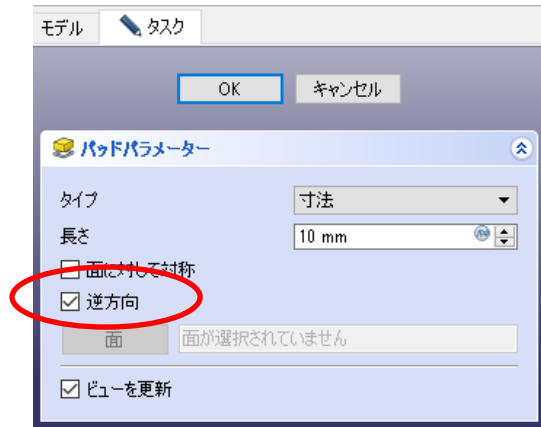 モデル タスク
OK キャンセル
パッドパラメーター
タイプ 寸法
長さ 10 mm
面に対して対称
逆方向
面 面が選択されていません
ビューを更新